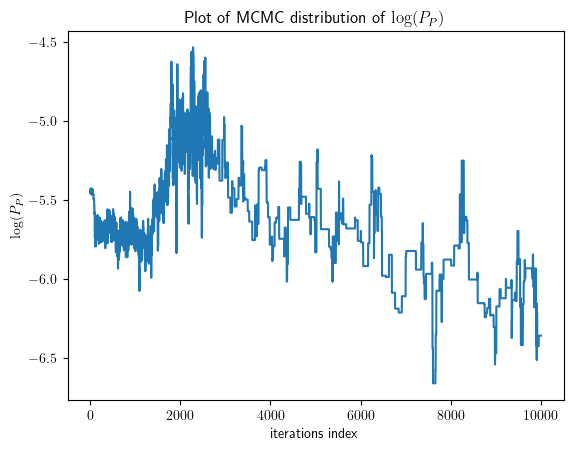 Plot of MCMC distribution of log(P_P)
log(P_P)
−4.5
−5.0
−5.5
−6.0
−6.5
0 2000 4000 6000 8000 10000
iterations index